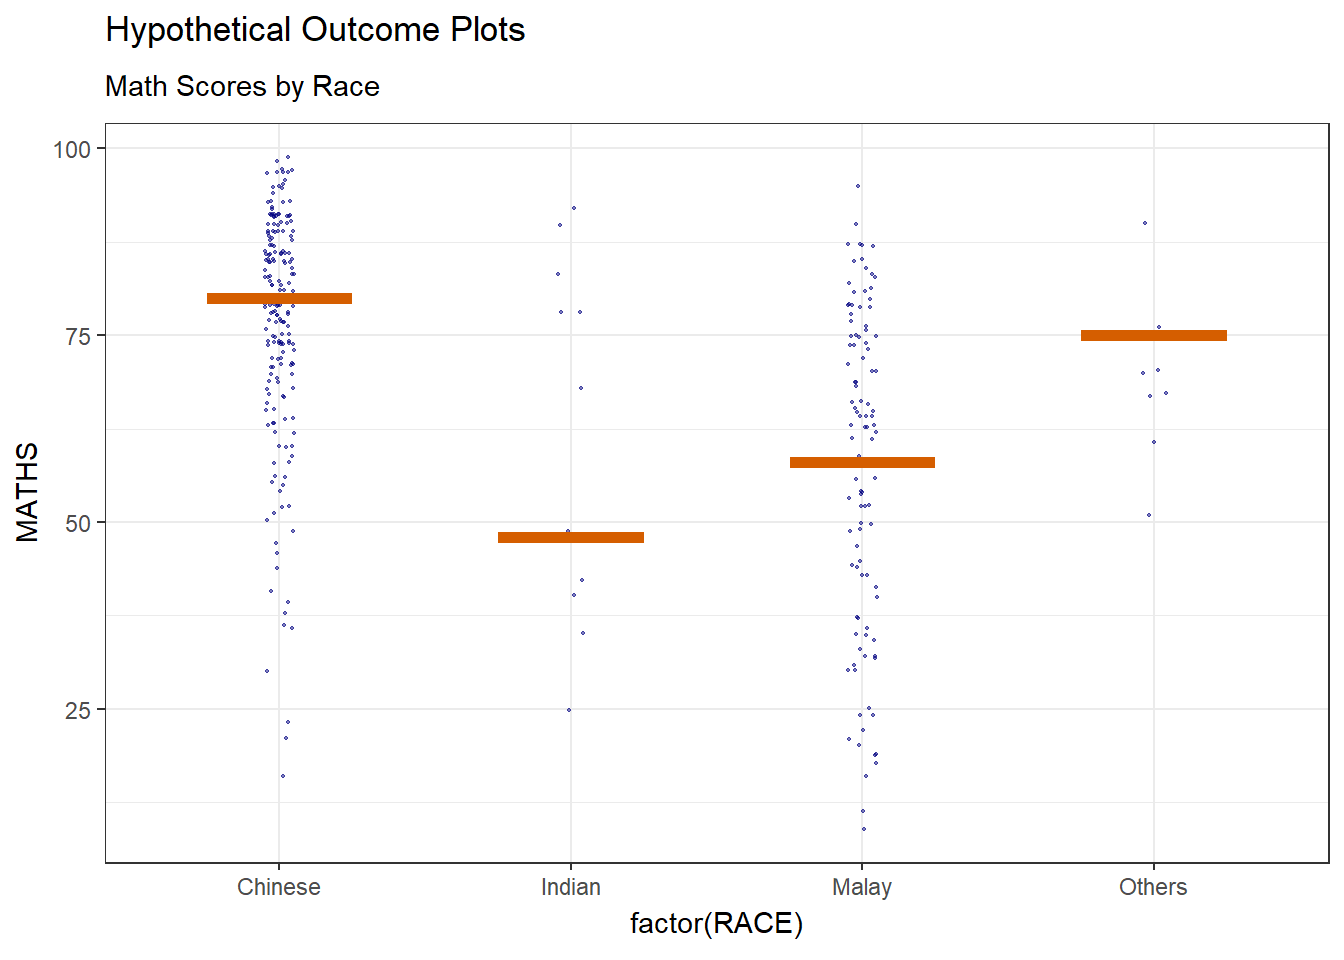 Hypothetical Outcome Plots
Math Scores by Race
100
75
50
25
MATHS
Chinese Indian Malay Others
factor(RACE)